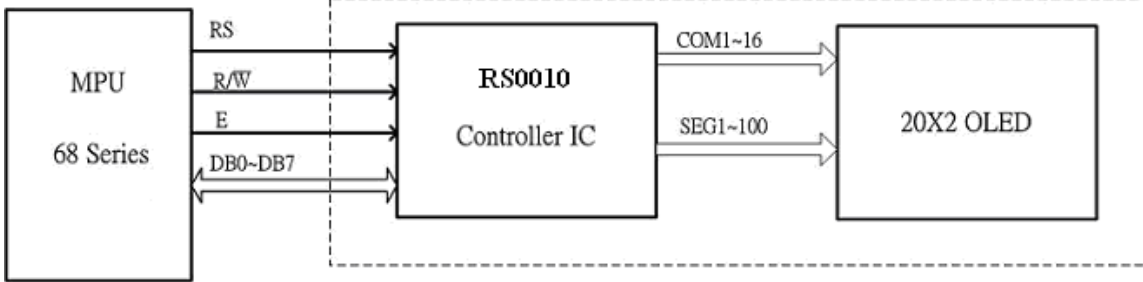 MPU
68 Series
RS
R/W̅
E
DB0~DB7
RS0010
Controller IC
COM1~16
SEG1~100
20X2 OLED